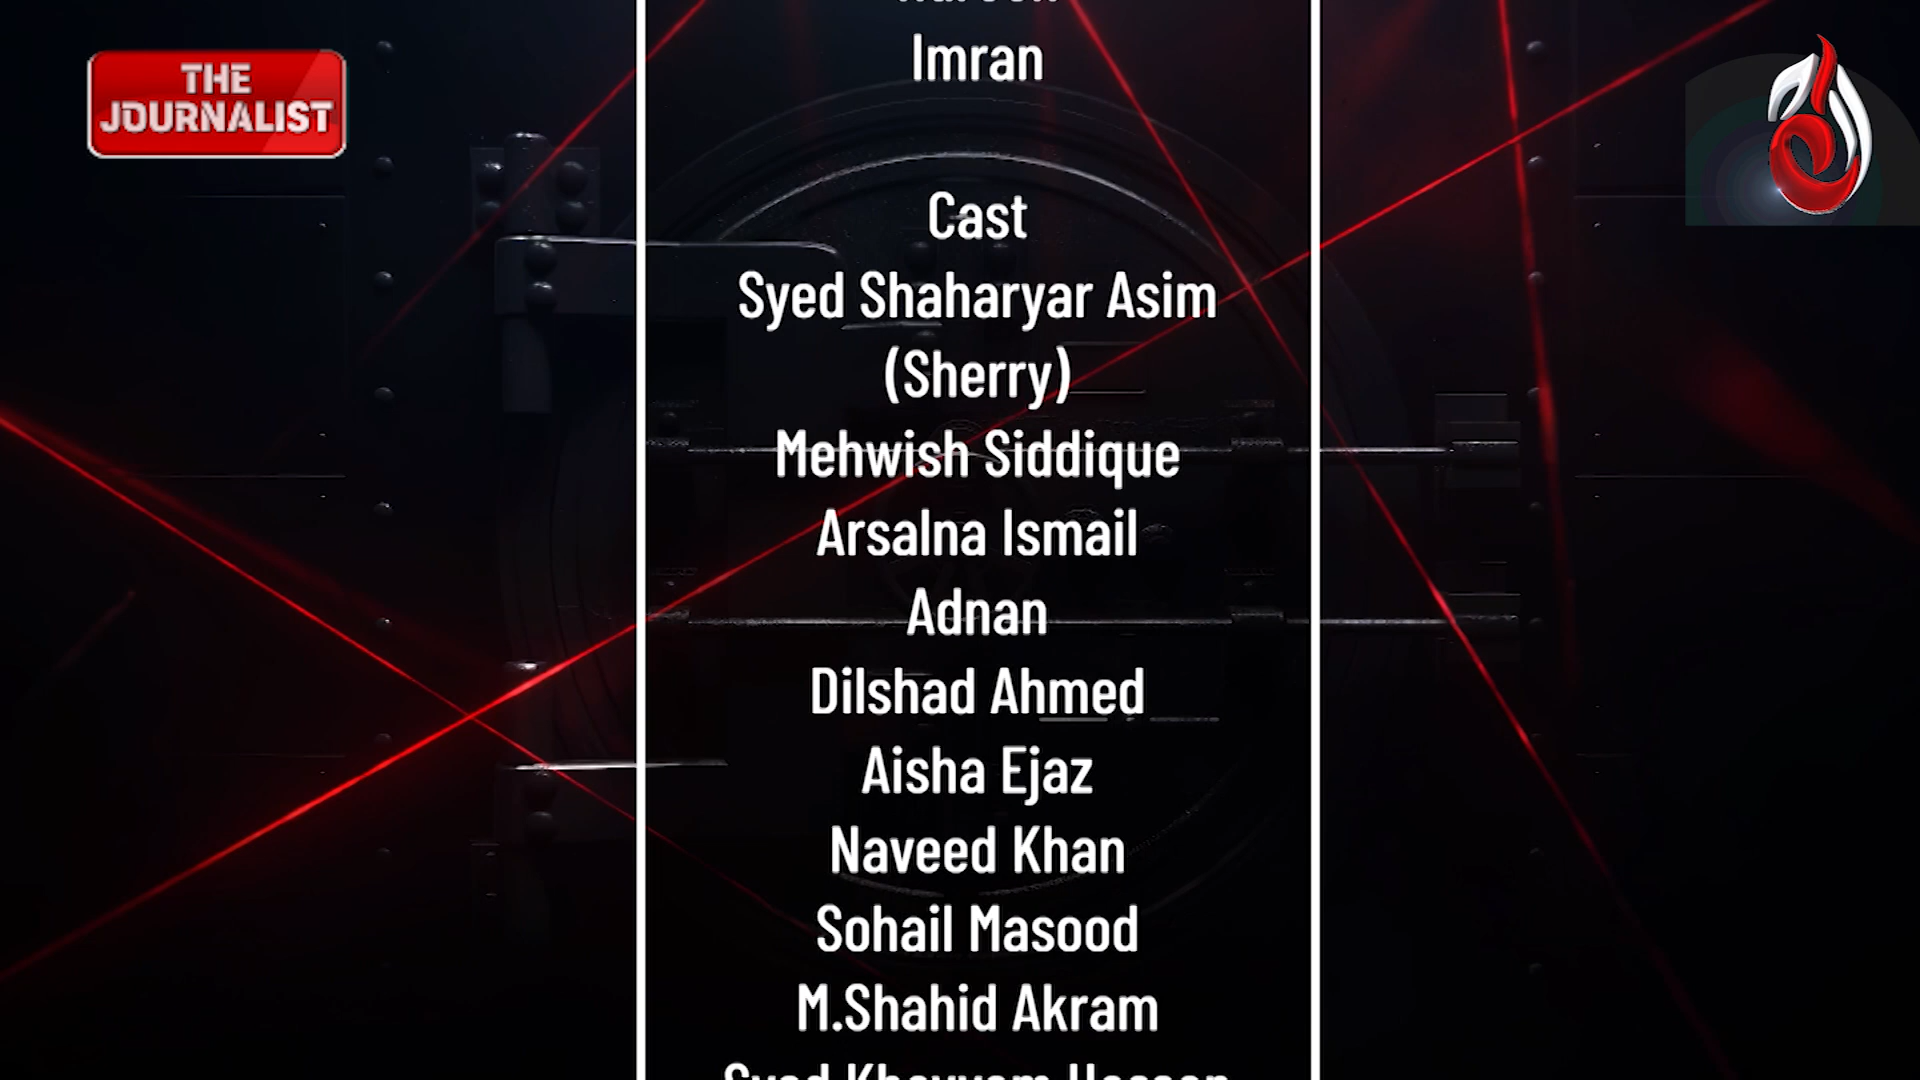 THE
JOURNALIST
Imran
Cast
Syed Shaharyar Asim
(Sherry)
Mehwish Siddique
Arsalna Ismail
Adnan
Dilshad Ahmed
Aisha Ejaz
Naveed Khan
Sohail Masood
M.Shahid Akram